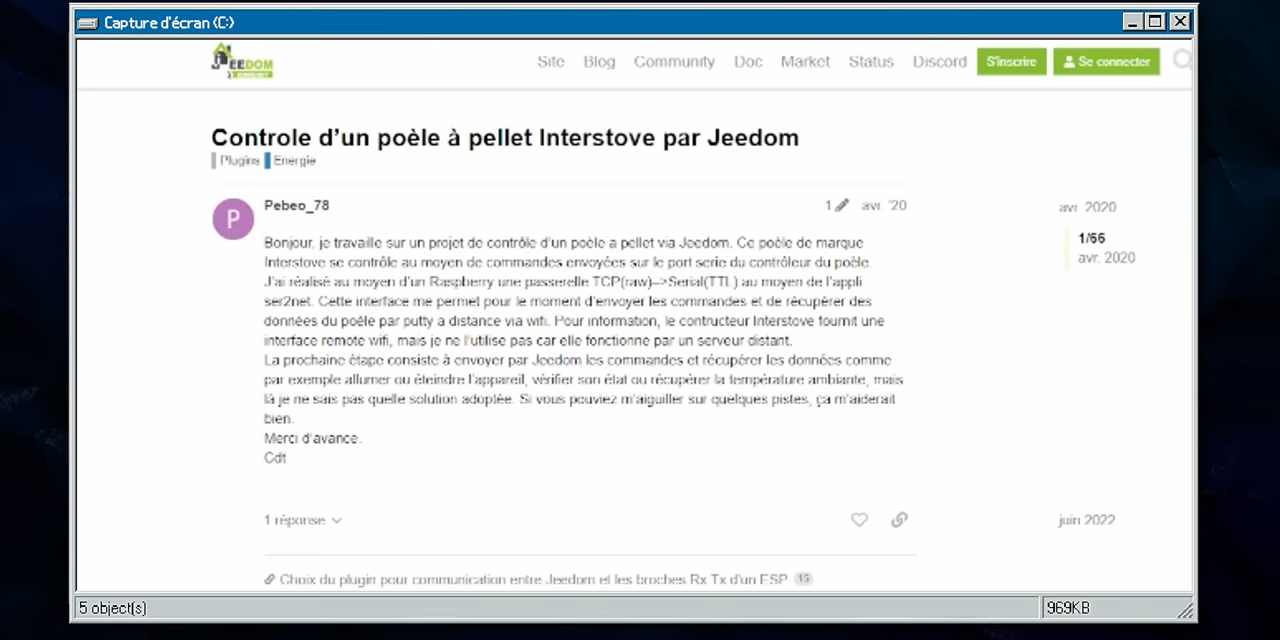 Capture d'écran (C:)
JEEDOM
Site Blog Community Doc Market Status Discord S'inscrire Se connecter
Controle d'un poèle à pellet Interstove par Jeedom
Plugins Energie
P
Pebeo_78 1 avr. '20
avr. 2020
1/66
avr. 2020
Bonjour, je travaille sur un projet de contrôle d'un poèle a pellet via Jeedom. Ce poèle de marque
Interstove se contrôle au moyen de commandes envoyées sur le port serie du contrôleur du poèle.
J'ai réalisé au moyen d'un Raspberry une passerelle TCP(raw)–>Serial(TTL) au moyen de l'appli
ser2net. Cette interface me permet pour le moment d'envoyer les commandes et de récupérer des
données du poèle par putty a distance via wifi. Pour information, le contructeur Interstove fournit une
interface remote wifi, mais je ne l'utilise pas car elle fonctionne par un serveur distant.
La prochaine étape consiste à envoyer par Jeedom les commandes et récupérer les données comme
par exemple allumer ou éteindre l'appareil, vérifier son état ou récupérer la température ambiante, mais
là je ne sais pas quelle solution adoptée. Si vous pouviez m'aiguiller sur quelques pistes, ça m'aiderait
bien.
Merci d'avance.
Cdt
1 réponse
juin 2022
Choix du plugin pour communication entre Jeedom et les broches Rx Tx d'un ESP 15
5 object(s) 969KB